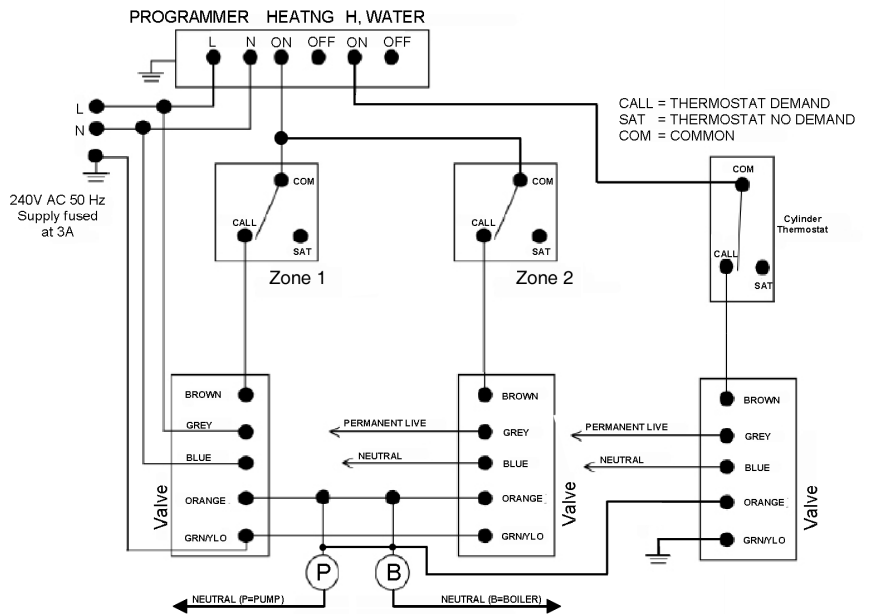 PROGRAMMER HEATNG H, WATER
L N ON OFF ON OFF
L
N
240V AC 50 Hz
Supply fused
at 3A
CALL = THERMOSTAT DEMAND
SAT = THERMOSTAT NO DEMAND
COM = COMMON
COM
CALL
SAT
Zone 1
COM
CALL
SAT
Zone 2
COM
CALL
SAT
Cylinder
Thermostat
BROWN
GREY
BLUE
ORANGE
GRN/YLO
Valve
PERMANENT LIVE
NEUTRAL
BROWN
GREY
BLUE
ORANGE
GRN/YLO
Valve
PERMANENT LIVE
NEUTRAL
BROWN
GREY
BLUE
ORANGE
GRN/YLO
Valve
P
B
NEUTRAL (P=PUMP)
NEUTRAL (B=BOILER)